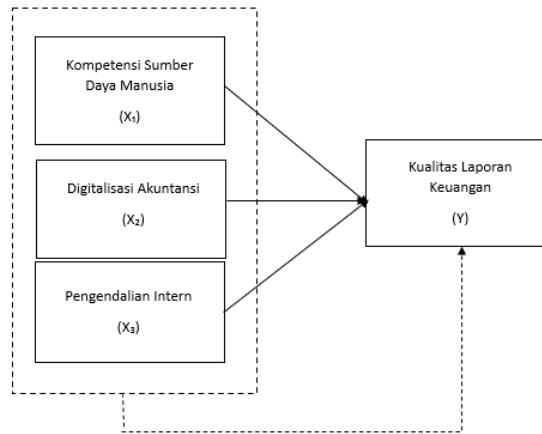 Kompetensi Sumber
Daya Manusia
(X₁)
Digitalisasi Akuntansi
(X₂)
Pengendalian Intern
(X₃)
Kualitas Laporan
Keuangan
(Y)